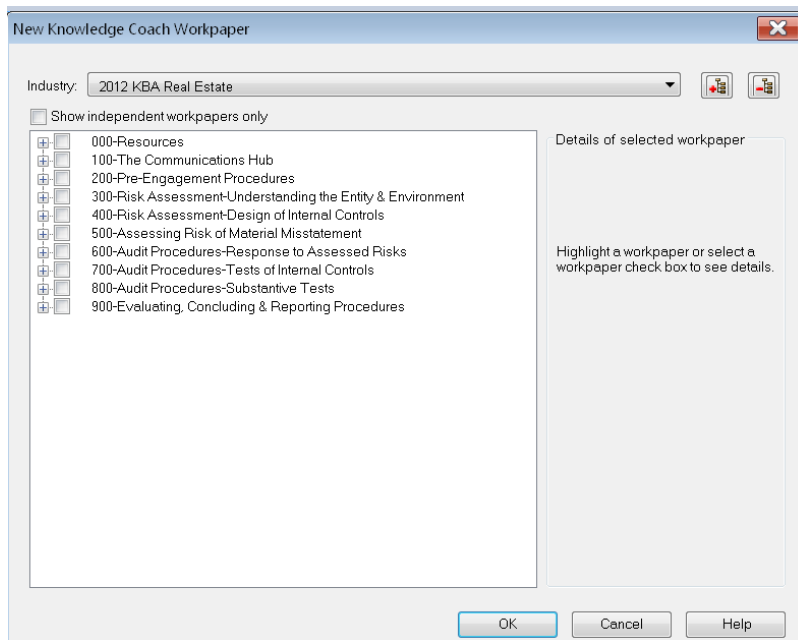 New Knowledge Coach Workpaper
Industry: 2012 KBA Real Estate
Show independent workpapers only
000-Resources
100-The Communications Hub
200-Pre-Engagement Procedures
300-Risk Assessment-Understanding the Entity & Environment
400-Risk Assessment-Design of Internal Controls
500-Assessing Risk of Material Misstatement
600-Audit Procedures-Response to Assessed Risks
700-Audit Procedures-Tests of Internal Controls
800-Audit Procedures-Substantive Tests
900-Evaluating, Concluding & Reporting Procedures
Details of selected workpaper
Highlight a workpaper or select a
workpaper check box to see details.
OK Cancel Help